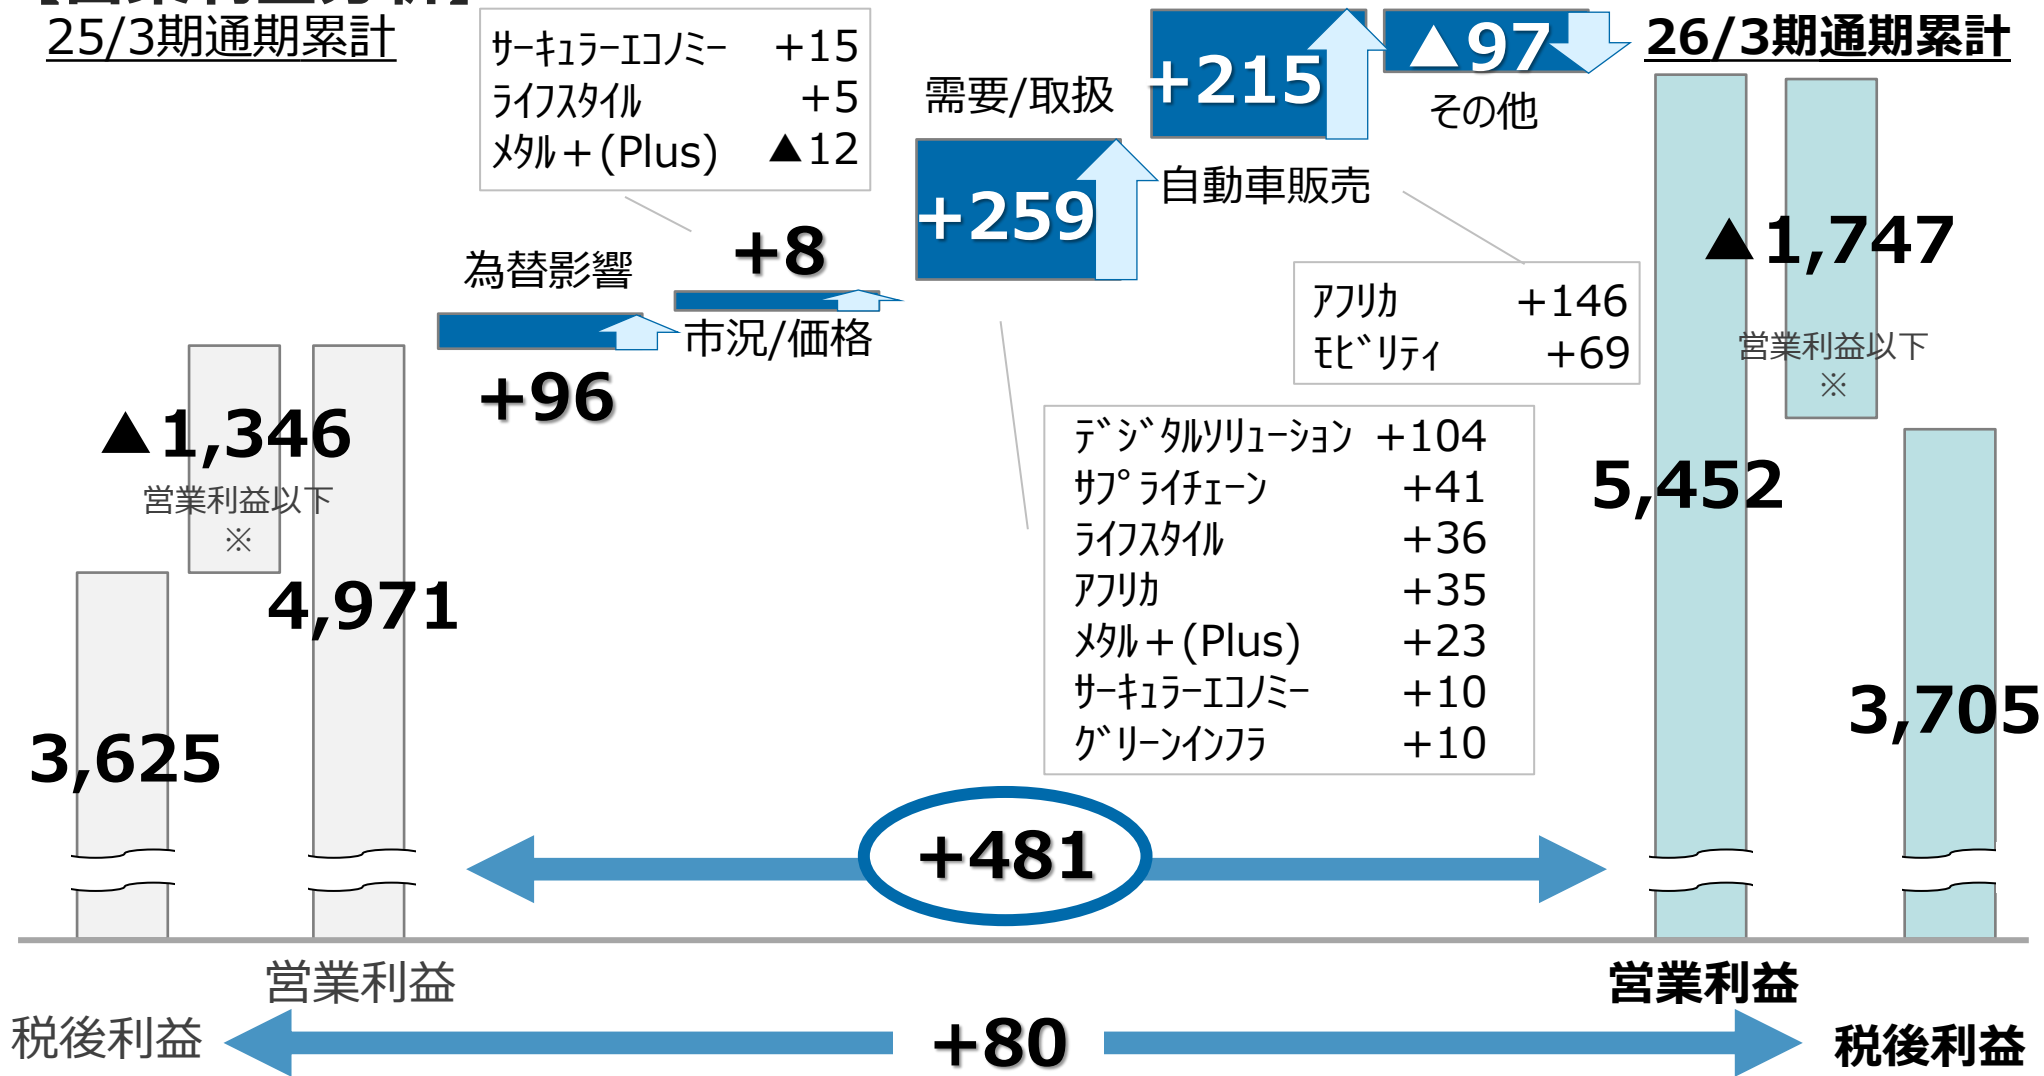 25/3期通期累計
ｻｰｷｭﾗｰｴｺﾉﾐｰ +15
ﾗｲﾌｽﾀｲﾙ +5
ﾒﾀﾙ＋(Plus) ▲12
為替影響
+96
+8
市況/価格
需要/取扱
+259
+215
自動車販売
▲97
その他
26/3期通期累計
ｱﾌﾘｶ +146
ﾓﾋﾞﾘﾃｨ +69
ﾃﾞｼﾞﾀﾙｿﾘｭｰｼｮﾝ +104
ｻﾌﾟﾗｲﾁｪｰﾝ +41
ﾗｲﾌｽﾀｲﾙ +36
ｱﾌﾘｶ +35
ﾒﾀﾙ＋(Plus) +23
ｻｰｷｭﾗｰｴｺﾉﾐｰ +10
ｸﾞﾘｰﾝｲﾝﾌﾗ +10
▲1,346
営業利益以下
※
4,971
3,625
▲1,747
営業利益以下
※
5,452
3,705
+481
営業利益
営業利益
税後利益
+80
税後利益